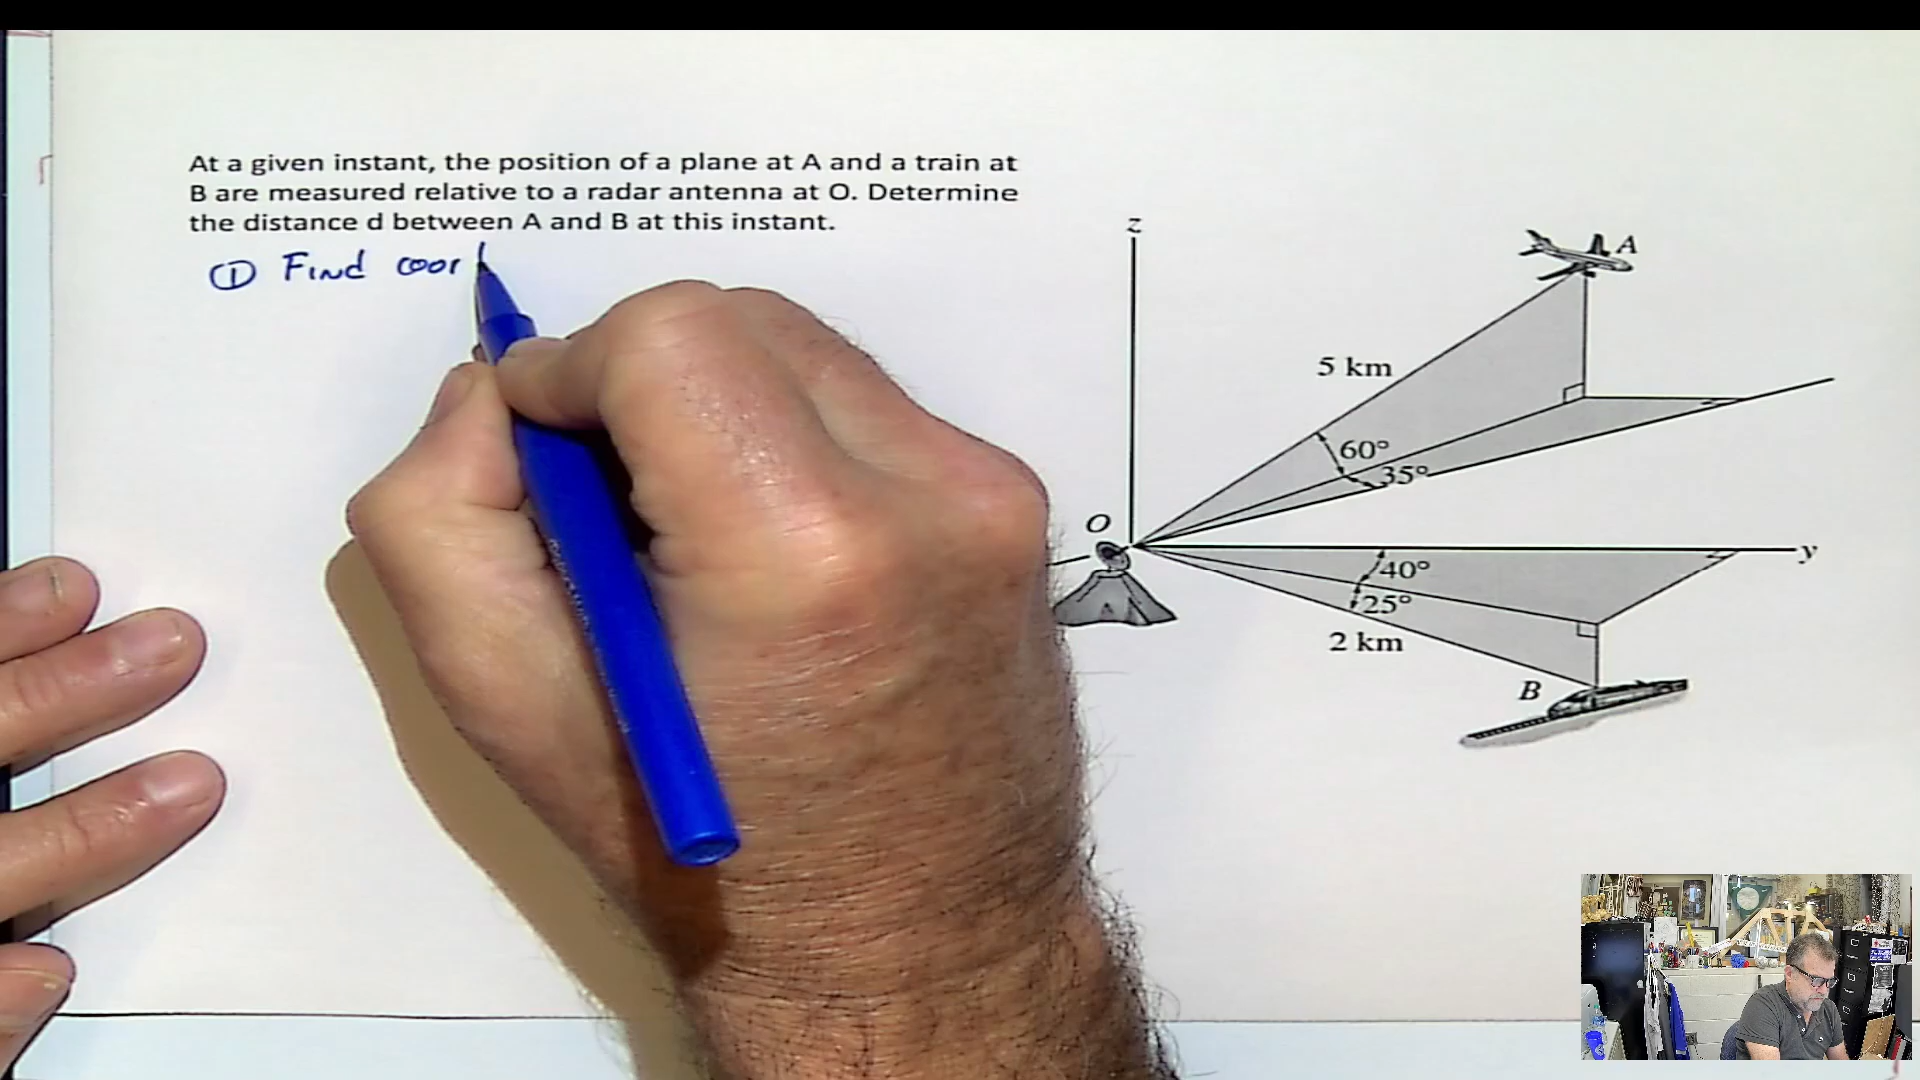 At a given instant, the position of a plane at A and a train at
B are measured relative to a radar antenna at O. Determine
the distance d between A and B at this instant.
① Find coor
z
A
5 km
60°
35°
O
y
40°
25°
2 km
B